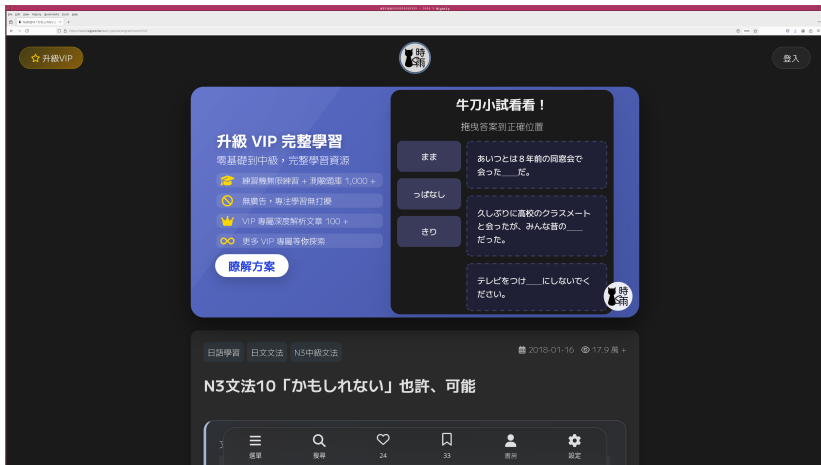 升級VIP
時雨
登入
升級 VIP 完整學習
零基礎到中級，完整學習資源
練習機無限練習 + 測驗題庫 1,000 +
無廣告，專注學習無打擾
VIP 專屬深度解析文章 100 +
更多 VIP 專屬等你探索
瞭解方案
牛刀小試看看！
拖曳答案到正確位置
まま
っぱなし
きり
あいつとは８年前の同窓会で
会った____だ。
久しぶりに高校のクラスメート
と会ったが、みんな昔の____
だった。
テレビをつけ____にしないでく
ださい。
時雨
日語學習
日文文法
N3中級文法
2018-01-16
17.9 萬 +
N3文法10「かもしれない」也許、可能
選單
搜尋
24
33
書房
設定